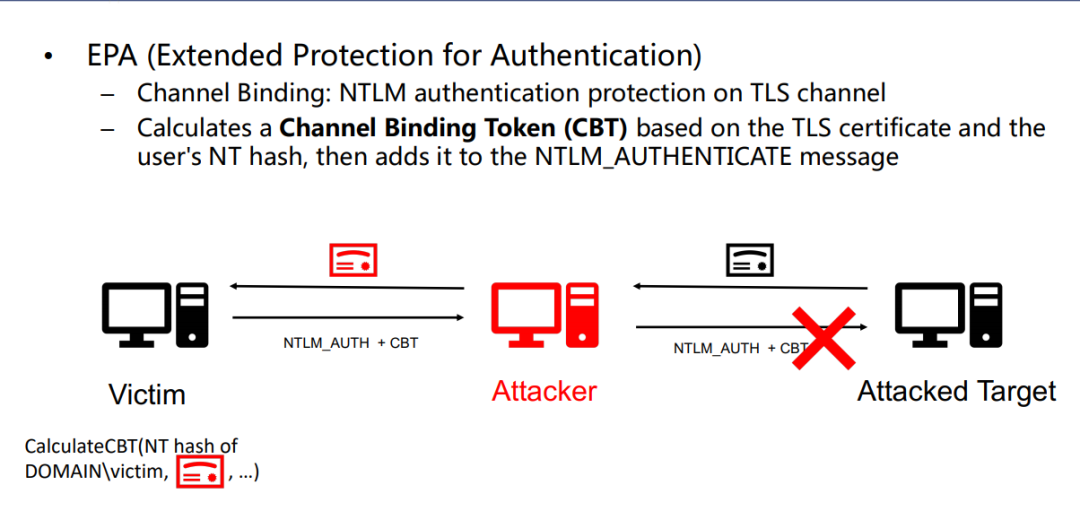 • EPA (Extended Protection for Authentication)
– Channel Binding: NTLM authentication protection on TLS channel
– Calculates a Channel Binding Token (CBT) based on the TLS certificate and the
user's NT hash, then adds it to the NTLM_AUTHENTICATE message
NTLM_AUTH + CBT
NTLM_AUTH + CBT
Victim
Attacker
Attacked Target
CalculateCBT(NT hash of
DOMAIN\victim, , ...)